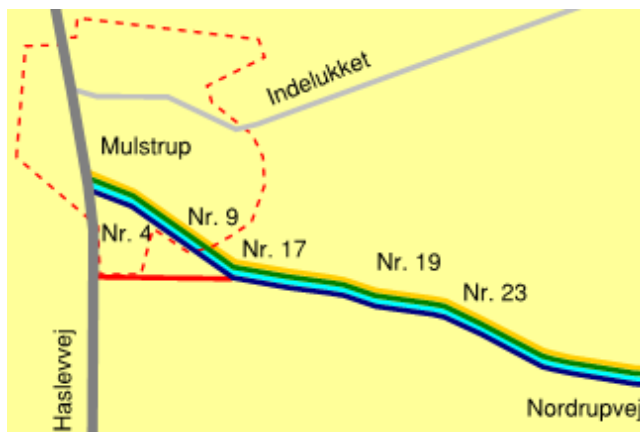 Indelukket
Mulstrup
Nr. 9
Nr. 4
Nr. 17
Nr. 19
Nr. 23
Haslevvej
Nordrupvej